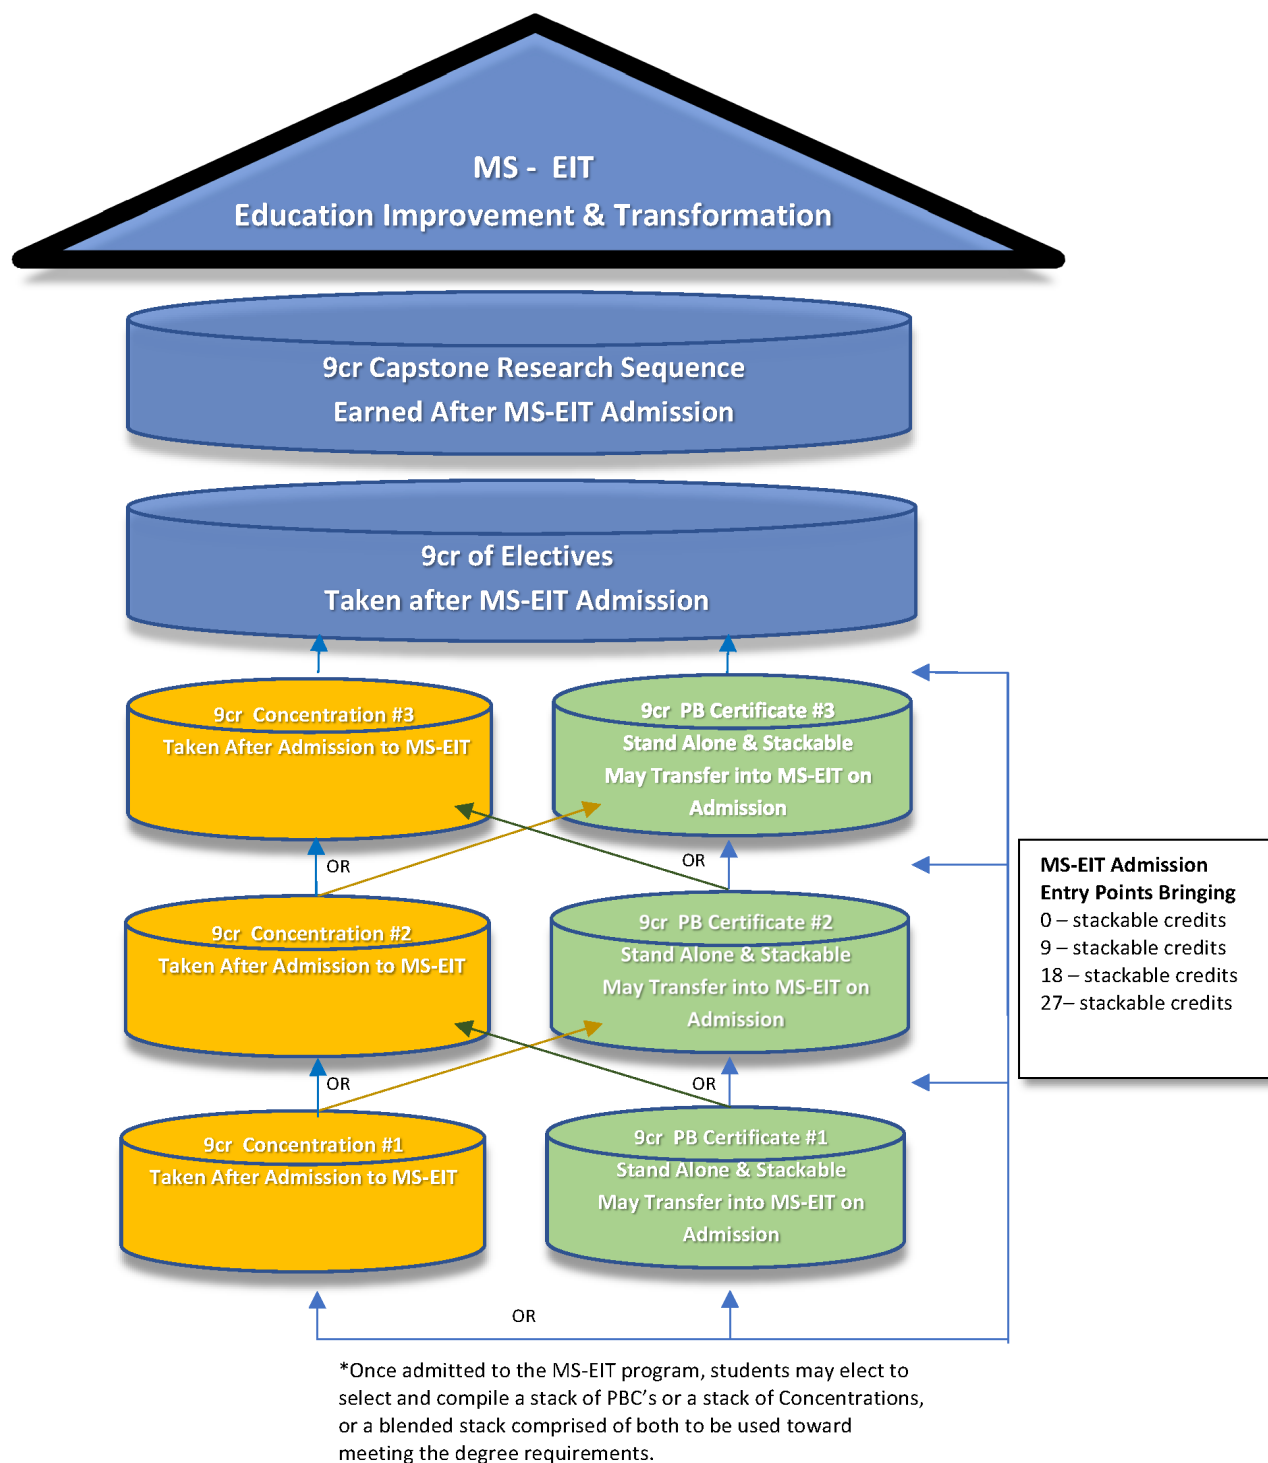 MS - EIT
Education Improvement & Transformation
9cr Capstone Research Sequence
Earned After MS-EIT Admission
9cr of Electives
Taken after MS-EIT Admission
9cr Concentration #3
Taken After Admission to MS-EIT
9cr PB Certificate #3
Stand Alone & Stackable
May Transfer into MS-EIT on
Admission
OR
OR
9cr Concentration #2
Taken After Admission to MS-EIT
9cr PB Certificate #2
Stand Alone & Stackable
May Transfer into MS-EIT on
Admission
MS-EIT Admission
Entry Points Bringing
0 – stackable credits
9 – stackable credits
18 – stackable credits
27– stackable credits
OR
OR
9cr Concentration #1
Taken After Admission to MS-EIT
9cr PB Certificate #1
Stand Alone & Stackable
May Transfer into MS-EIT on
Admission
OR
*Once admitted to the MS-EIT program, students may elect to
select and compile a stack of PBC’s or a stack of Concentrations,
or a blended stack comprised of both to be used toward
meeting the degree requirements.